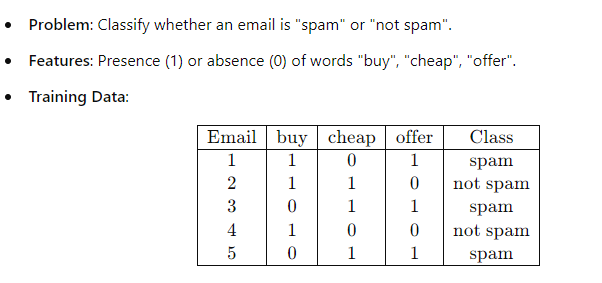 • Problem: Classify whether an email is "spam" or "not spam".
• Features: Presence (1) or absence (0) of words "buy", "cheap", "offer".
• Training Data:
Email buy cheap offer Class
1 1 0 1 spam
2 1 1 0 not spam
3 0 1 1 spam
4 1 0 0 not spam
5 0 1 1 spam